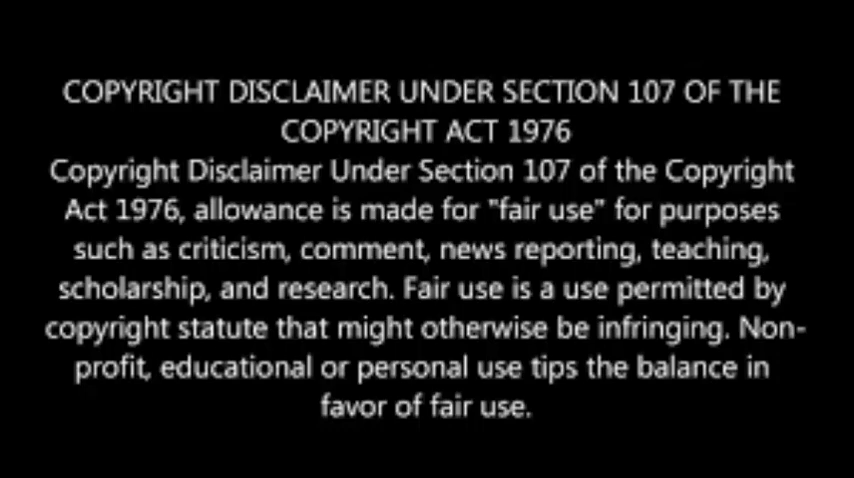 COPYRIGHT DISCLAIMER UNDER SECTION 107 OF THE
COPYRIGHT ACT 1976
Copyright Disclaimer Under Section 107 of the Copyright
Act 1976, allowance is made for "fair use" for purposes
such as criticism, comment, news reporting, teaching,
scholarship, and research. Fair use is a use permitted by
copyright statute that might otherwise be infringing. Non-
profit, educational or personal use tips the balance in
favor of fair use.